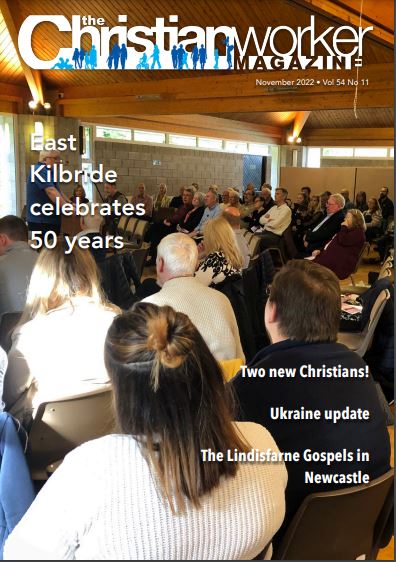 the
Christianworker
MAGAZINE
November 2022 • Vol 54 No 11
East
Kilbride
celebrates
50 years
Two new Christians!
Ukraine update
The Lindisfarne Gospels in
Newcastle